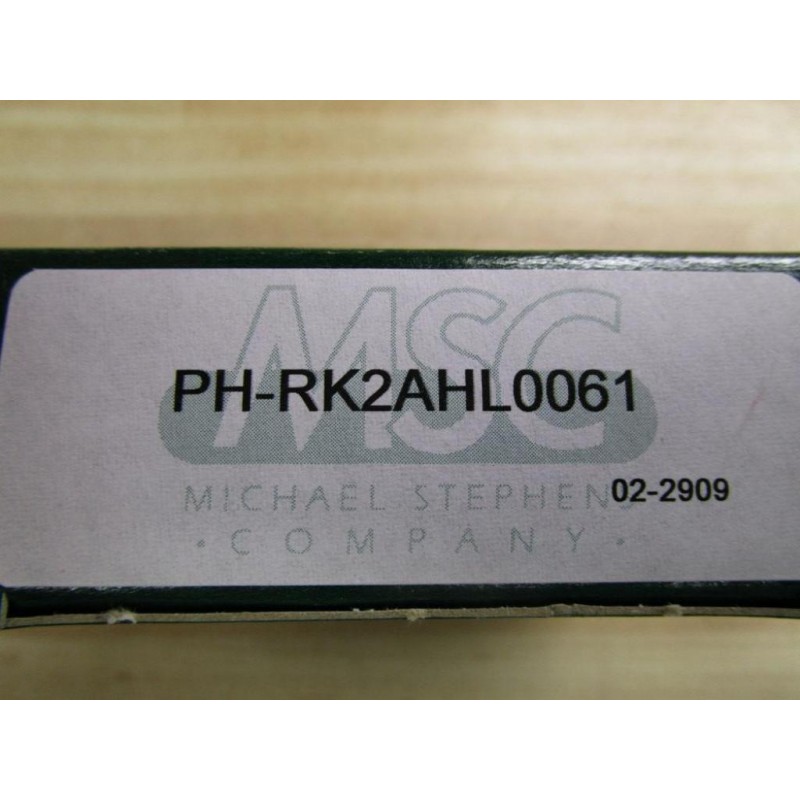 MSC
PH-RK2AHL0061
MICHAEL STEPHENS
02-2909
· COMPANY ·